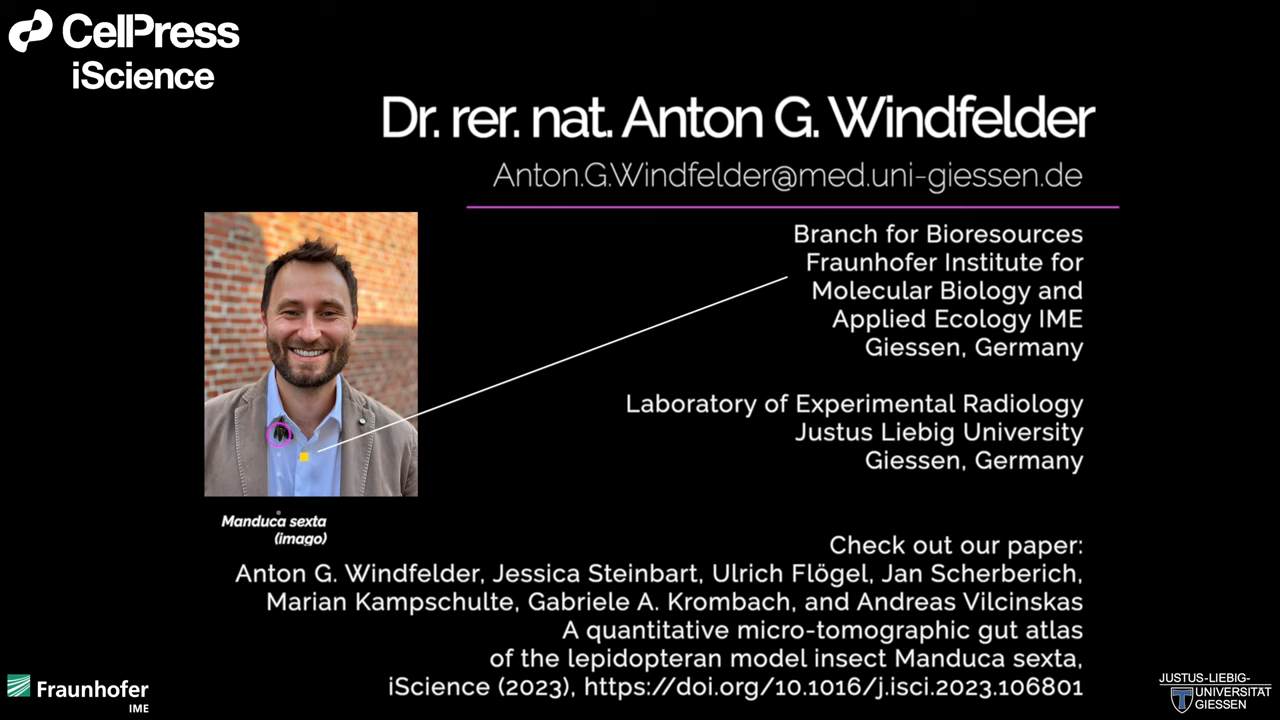 CellPress
iScience
Dr. rer. nat. Anton G. Windfelder
Anton.G.Windfelder@med.uni-giessen.de
Branch for Bioresources
Fraunhofer Institute for
Molecular Biology and
Applied Ecology IME
Giessen, Germany
Laboratory of Experimental Radiology
Justus Liebig University
Giessen, Germany
Manduca sexta
(imago)
Check out our paper:
Anton G. Windfelder, Jessica Steinbart, Ulrich Flögel, Jan Scherberich,
Marian Kampschulte, Gabriele A. Krombach, and Andreas Vilcinskas
A quantitative micro-tomographic gut atlas
of the lepidopteran model insect Manduca sexta,
iScience (2023), https://doi.org/10.1016/j.isci.2023.106801
Fraunhofer
IME
JUSTUS-LIEBIG-
UNIVERSITÄT
GIESSEN